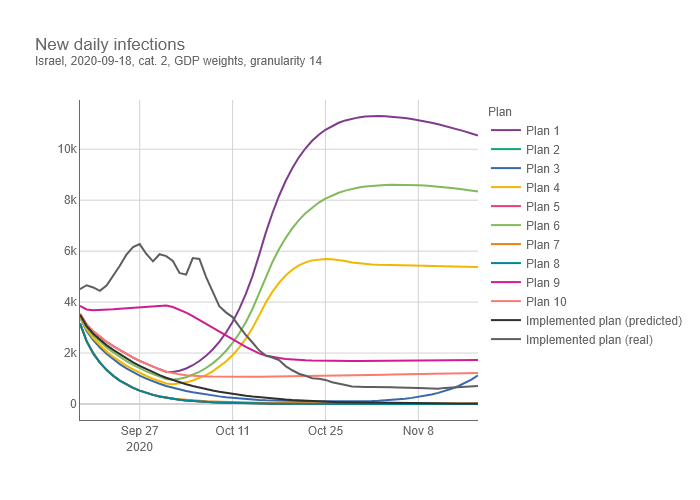 New daily infections
Israel, 2020-09-18, cat. 2, GDP weights, granularity 14
Plan
Plan 1
Plan 2
Plan 3
Plan 4
Plan 5
Plan 6
Plan 7
Plan 8
Plan 9
Plan 10
Implemented plan (predicted)
Implemented plan (real)
10k
8k
6k
4k
2k
0
Sep 27
2020
Oct 11
Oct 25
Nov 8